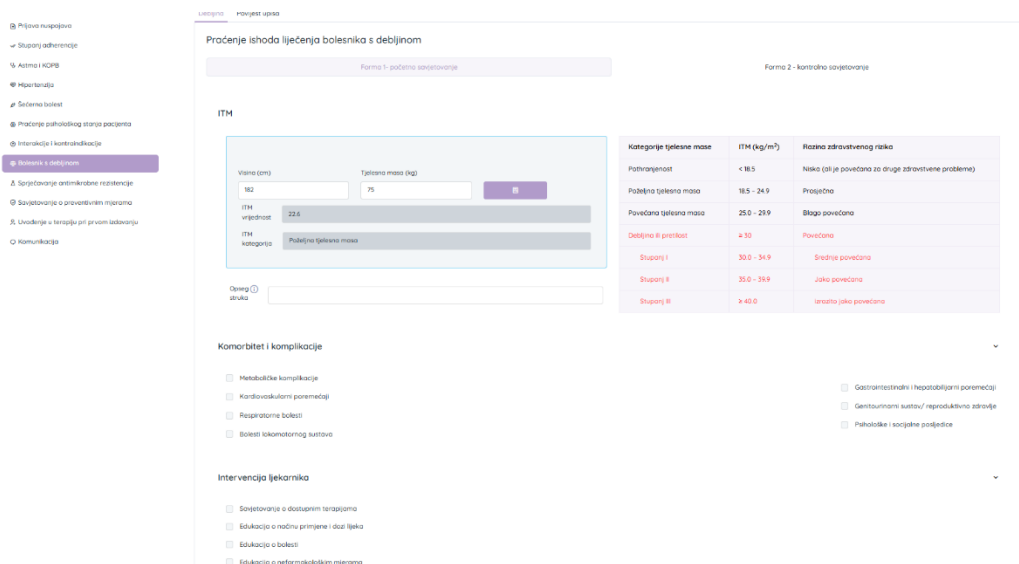 Debljina Povijest upisa
Prijava nuspojava
Stupanj adherencije
Astma i KOPB
Hipertenzija
Šećerna bolest
Praćenje psihološkog stanja pacijenta
Interakcije i kontraindikacije
Bolesnik s debljinom
Sprječavanje antimikrobne rezistencije
Savjetovanje o preventivnim mjerama
Uvođenje u terapiju pri prvom izdavanju
Komunikacija
Praćenje ishoda liječenja bolesnika s debljinom
Forma 1- početno savjetovanje
Forma 2 - kontrolno savjetovanje
ITM
Visina (cm) Tjelesna masa (kg)
182 75
ITM vrijednost 22,6
ITM kategorija Poželjna tjelesna masa
Opseg struka
Kategorije tjelesne mase ITM (kg/m²) Razina zdravstvenog rizika
Pothranjenost < 18.5 Niska (ali je povećana za druge zdravstvene probleme)
Poželjna tjelesna masa 18.5 – 24.9 Prosječna
Povećana tjelesna masa 25.0 – 29.9 Blago povećana
Debljina ili pretilost ≥ 30 Povećana
Stupanj I 30.0 – 34.9 Srednje povećana
Stupanj II 35.0 – 39.9 Jako povećana
Stupanj III ≥ 40.0 Izrazito jako povećana
Komorbitet i komplikacije
Metaboličke komplikacije
Kardiovaskularni poremećaji
Respiratorne bolesti
Bolesti lokomotornog sustava
Gastrointestinalni i hepatobilijarni poremećaji
Genitourinarni sustav/ reproduktivno zdravlje
Psihološke i socijalne posljedice
Intervencija ljekarnika
Savjetovanje o dostupnim terapijama
Edukacija o načinu primjene i dozi lijeka
Edukacija o bolesti
Edukacija o nefarmakološkim mjerama